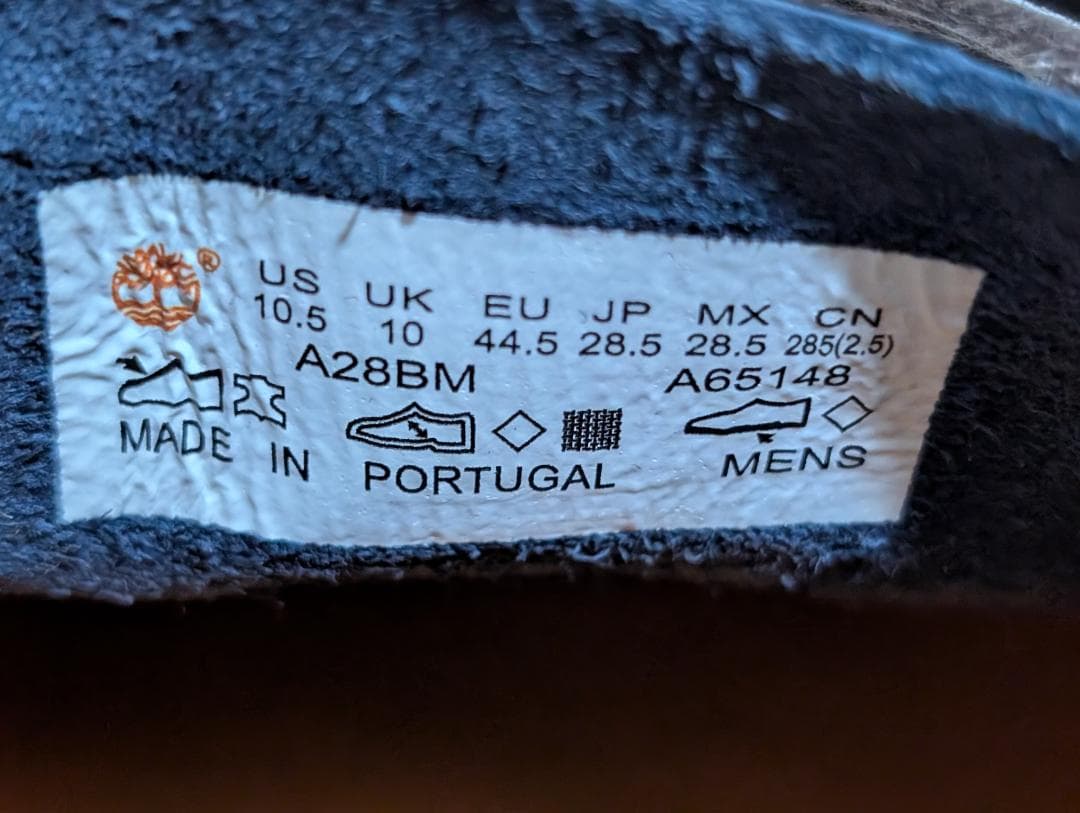 ® US UK EU JP MX CN
10.5 10 44.5 28.5 28.5 285(2.5)
A28BM A65148
MADE IN PORTUGAL MENS